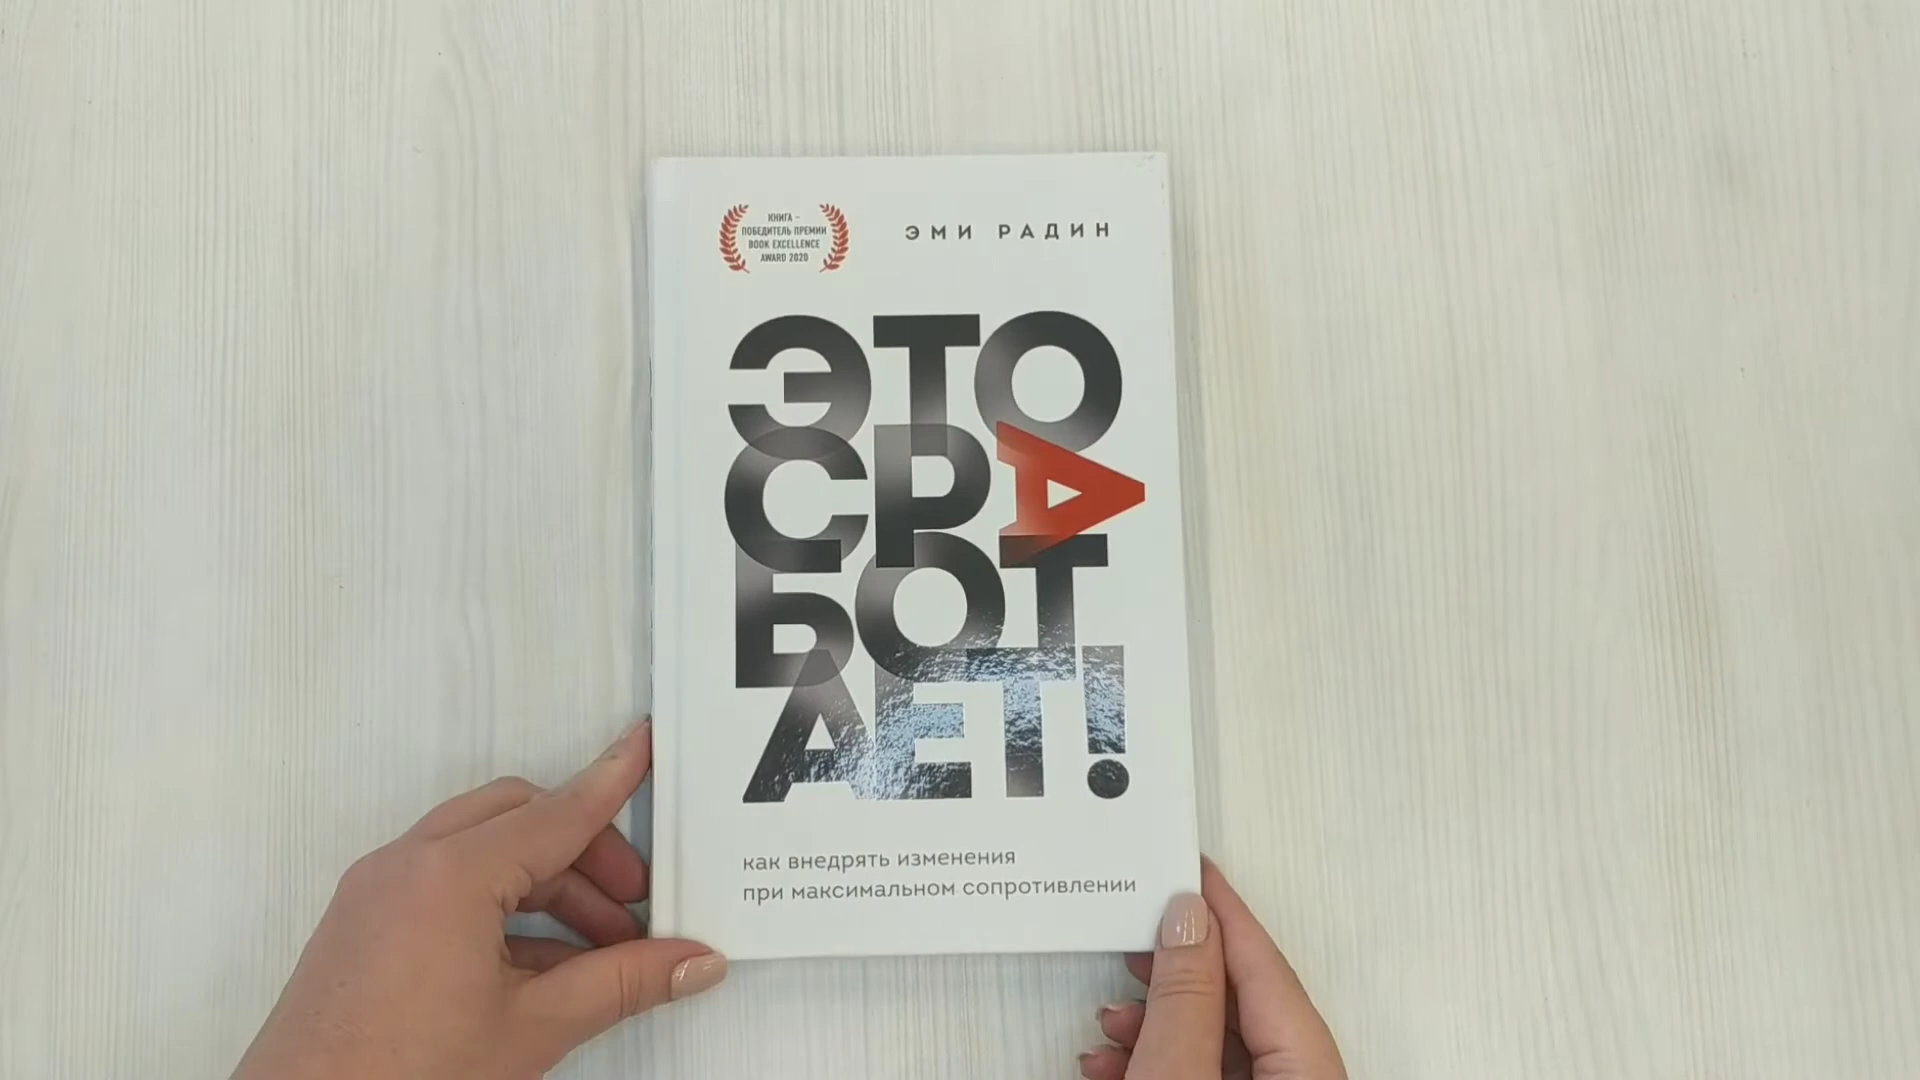 КНИГА –
ПОБЕДИТЕЛЬ ПРЕМИИ
BOOK EXCELLENCE
AWARD 2020
ЭМИ РАДИН
ЭТО
СРА
БОТ
АЕТ!
как внедрять изменения
при максимальном сопротивлении